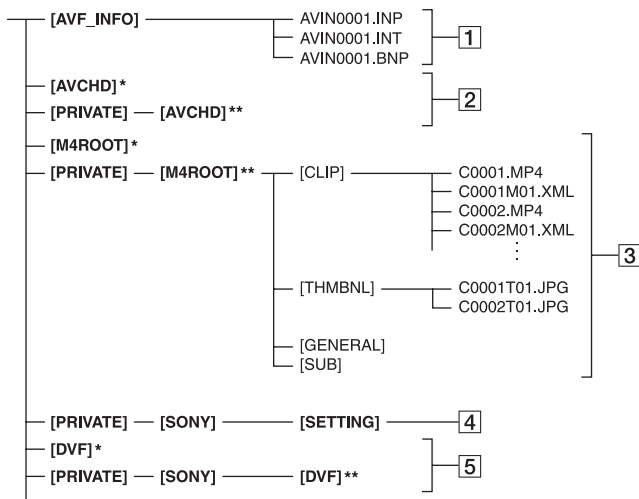 [AVF_INFO] AVIN0001.INP
AVIN0001.INT 1
AVIN0001.BNP
[AVCHD]*
2
[PRIVATE] [AVCHD]**
[M4ROOT]*
[PRIVATE] [M4ROOT]** [CLIP] C0001.MP4
C0001M01.XML
C0002.MP4
C0002M01.XML
3
[THMBNL] C0001T01.JPG
C0002T01.JPG
[GENERAL]
[SUB]
[PRIVATE] [SONY] [SETTING] 4
[DVF]*
5
[PRIVATE] [SONY] [DVF]**